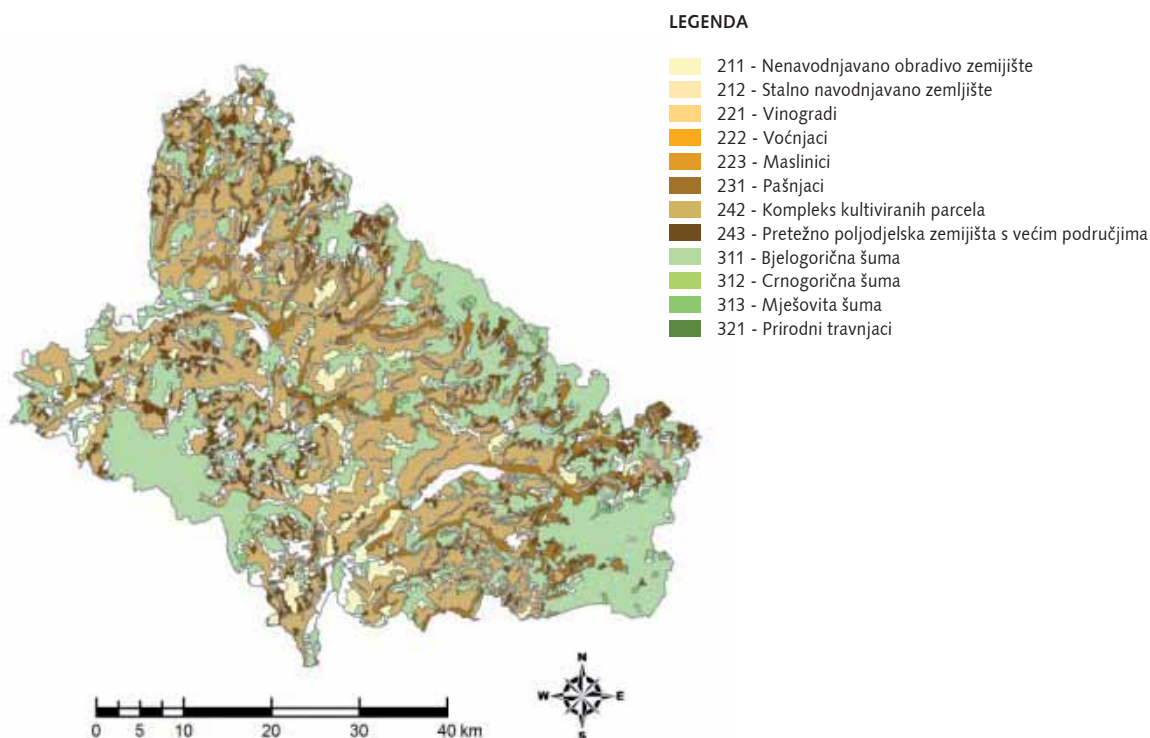 LEGENDA
211 - Nenavodnjavano obradivo zemijište
212 - Stalno navodnjavano zemljište
221 - Vinogradi
222 - Voćnjaci
223 - Maslinici
231 - Pašnjaci
242 - Kompleks kultiviranih parcela
243 - Pretežno poljodjelska zemijišta s većim područjima
311 - Bjelogorična šuma
312 - Crnogorična šuma
313 - Mješovita šuma
321 - Prirodni travnjaci
N
W E
S
0 5 10 20 30 40 km